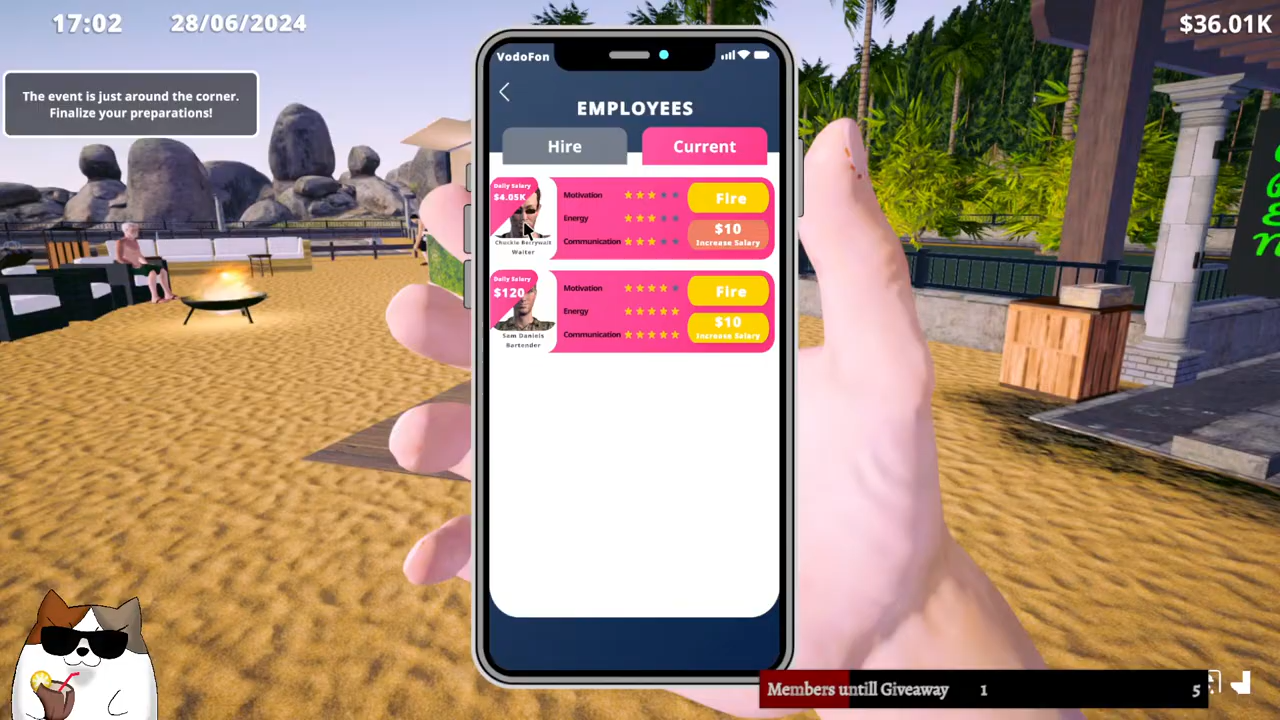 17:02
28/06/2024
$36.01K
The event is just around the corner.
Finalize your preparations!
VodoFon
EMPLOYEES
Hire
Current
Daily Salary
$4.05K
Waiter
Motivation
Energy
Communication
Fire
$10
Increase Salary
Daily Salary
$120
Sam Daniels
Bartender
Motivation
Energy
Communication
Fire
$10
Increase Salary
Members untill Giveaway 1 5